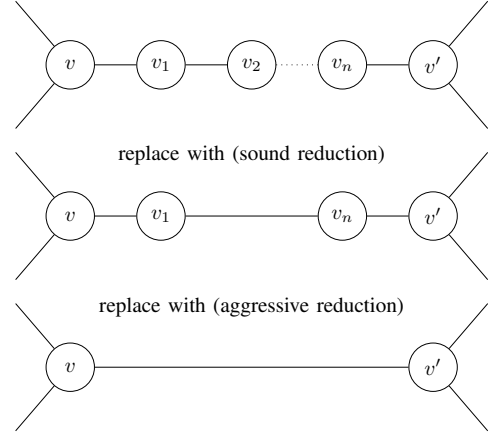 v v₁ v₂ vₙ v′
replace with (sound reduction)
v v₁ vₙ v′
replace with (aggressive reduction)
v v′